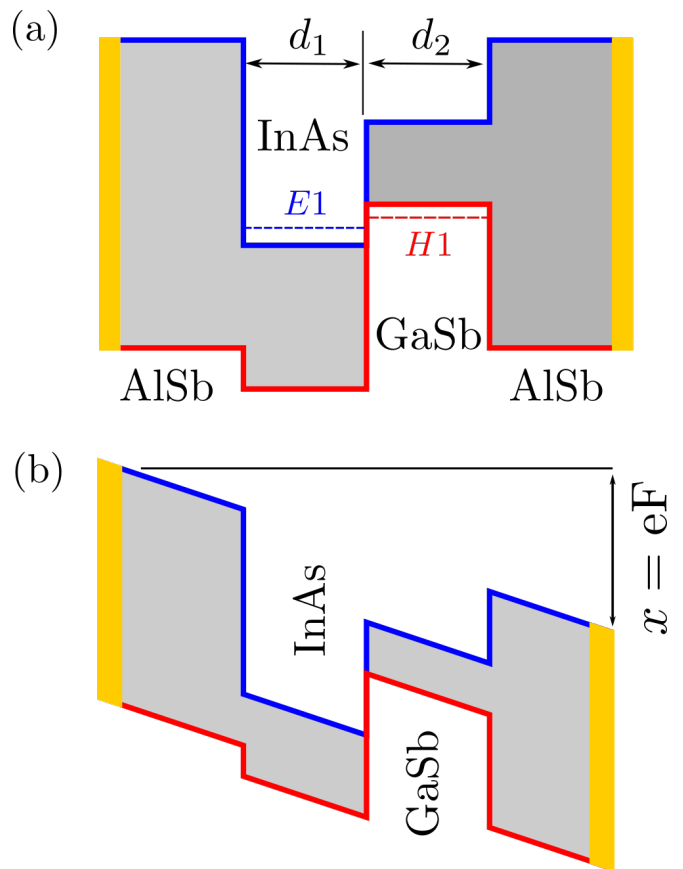 (a)
d₁
d₂
InAs
E1
H1
GaSb
AlSb
AlSb
(b)
InAs
GaSb
x = eF